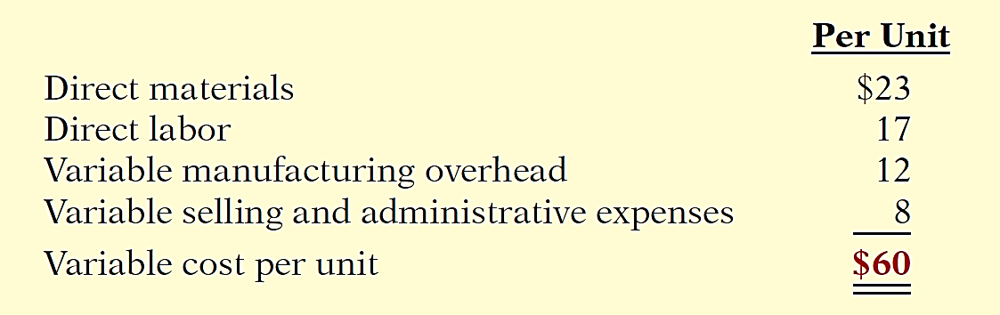 Per Unit
Direct materials $23
Direct labor 17
Variable manufacturing overhead 12
Variable selling and administrative expenses 8
Variable cost per unit $60